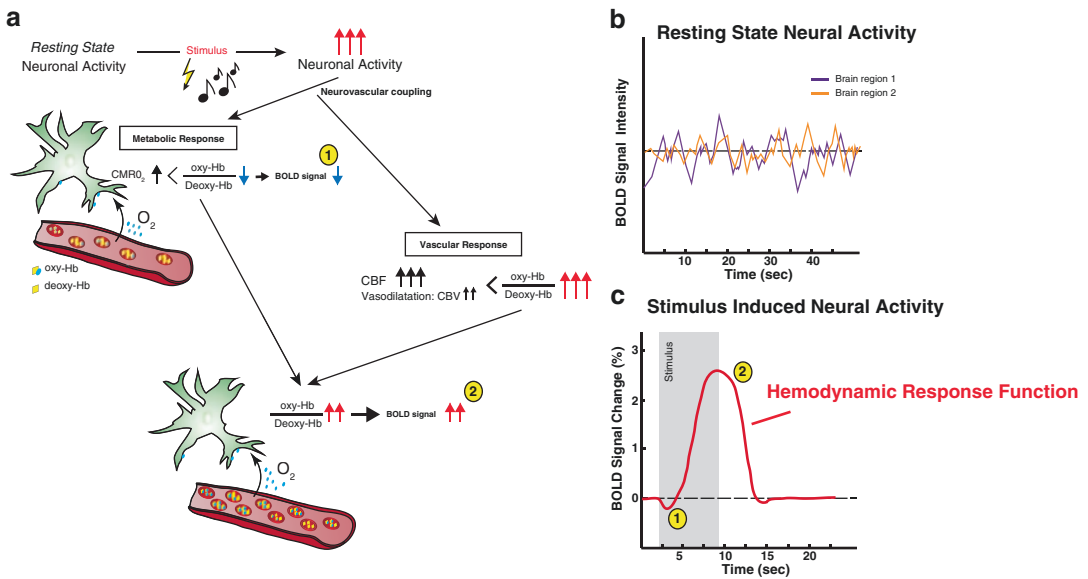 a
Resting State
Neuronal Activity
Stimulus
Neuronal Activity
Neurovascular coupling
Metabolic Response
CMR0₂
oxy-Hb
Deoxy-Hb
BOLD signal
1
O₂
oxy-Hb
deoxy-Hb
Vascular Response
CBF
Vasodilatation: CBV
oxy-Hb
Deoxy-Hb
oxy-Hb
Deoxy-Hb
BOLD signal
2
O₂
b
Resting State Neural Activity
Brain region 1
Brain region 2
BOLD Signal Intensity
10 20 30 40
Time (sec)
c
Stimulus Induced Neural Activity
BOLD Signal Change (%)
3
2
1
0
Stimulus
2
Hemodynamic Response Function
1
5 10 15 20
Time (sec)